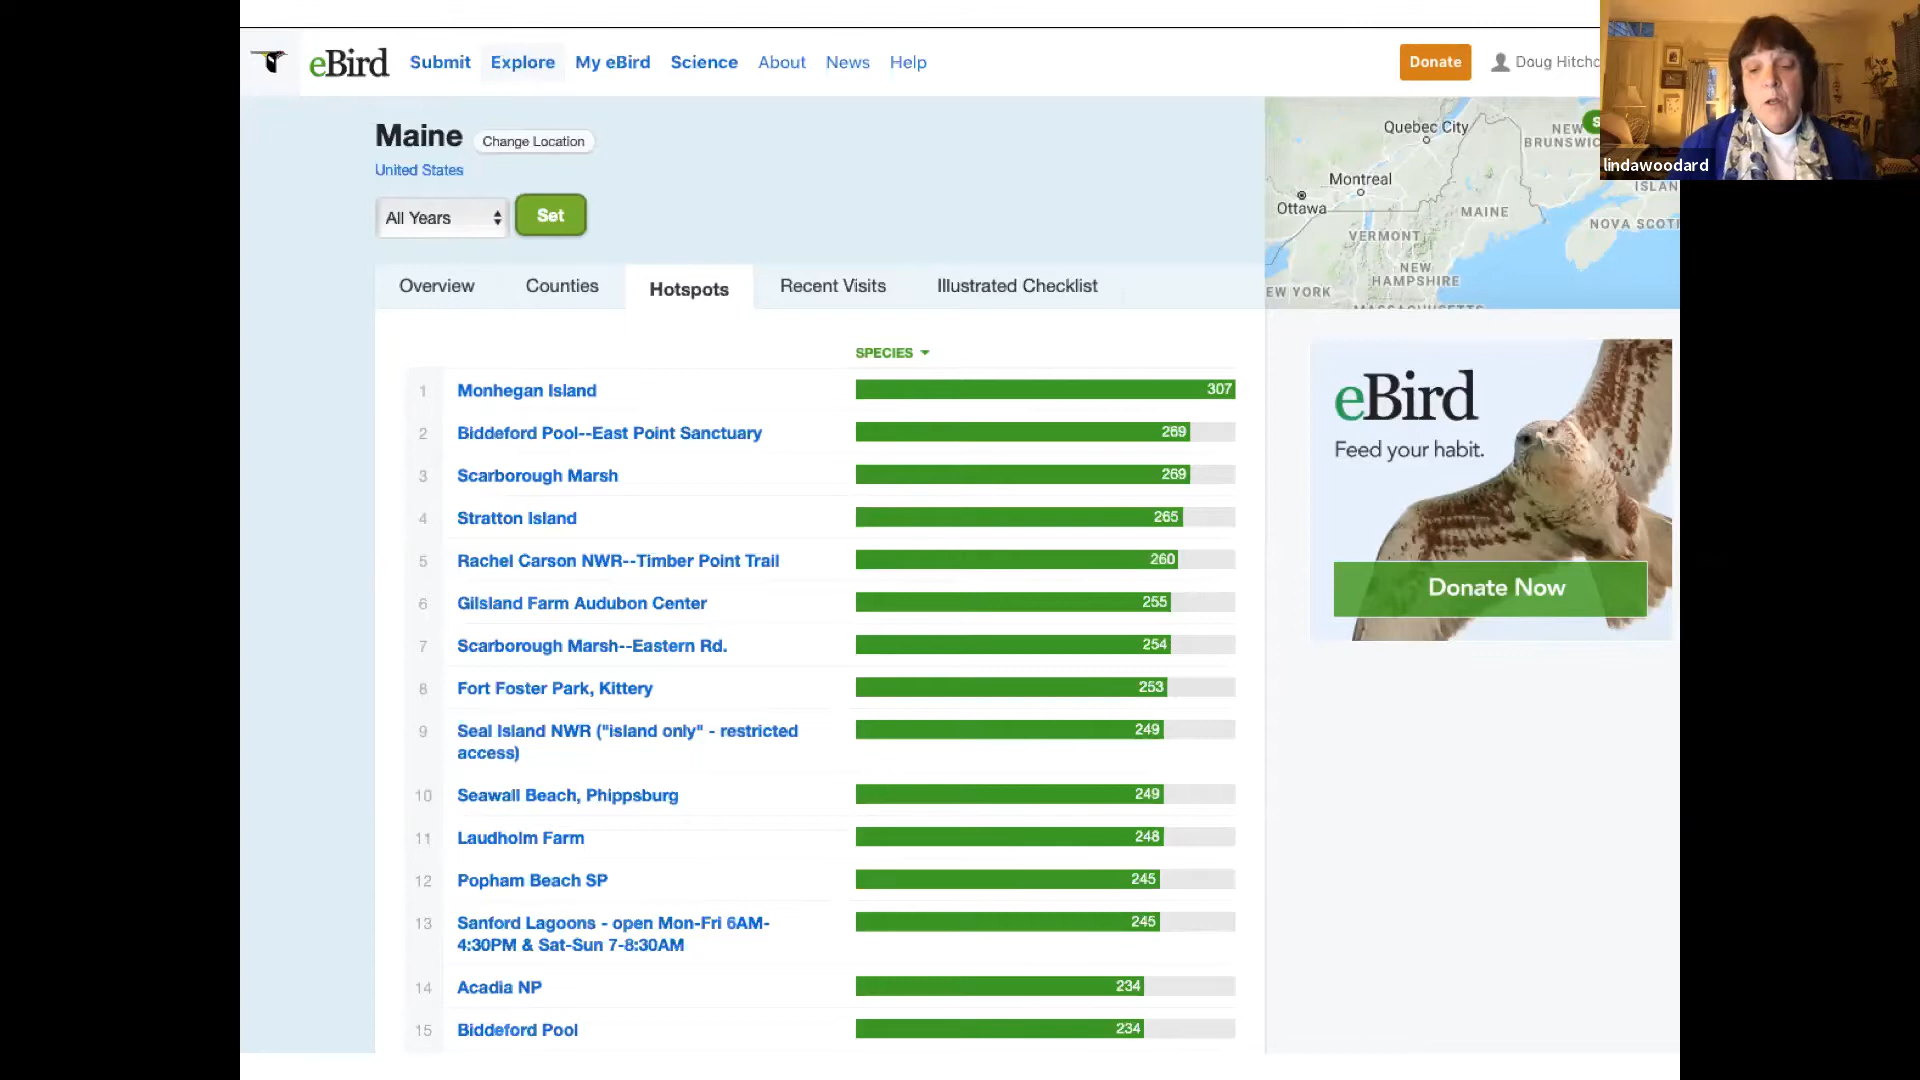 eBird Submit Explore My eBird Science About News Help Donate Doug Hitchc
lindawoodard
Maine Change Location
United States
All Years Set
Overview Counties Hotspots Recent Visits Illustrated Checklist
Quebec City
NEW
BRUNSWIC
S
Montreal
ISLAN
Ottawa
MAINE
NOVA SCOTI
VERMONT
NEW
HAMPSHIRE
EW YORK
MASSACHUSETTS
SPECIES
1 Monhegan Island 307
2 Biddeford Pool--East Point Sanctuary 269
3 Scarborough Marsh 269
4 Stratton Island 265
5 Rachel Carson NWR--Timber Point Trail 260
6 Gilsland Farm Audubon Center 255
7 Scarborough Marsh--Eastern Rd. 254
8 Fort Foster Park, Kittery 253
9 Seal Island NWR ("island only" - restricted 249
access)
10 Seawall Beach, Phippsburg 249
11 Laudholm Farm 248
12 Popham Beach SP 245
13 Sanford Lagoons - open Mon-Fri 6AM- 245
4:30PM & Sat-Sun 7-8:30AM
14 Acadia NP 234
15 Biddeford Pool 234
eBird
Feed your habit.
Donate Now